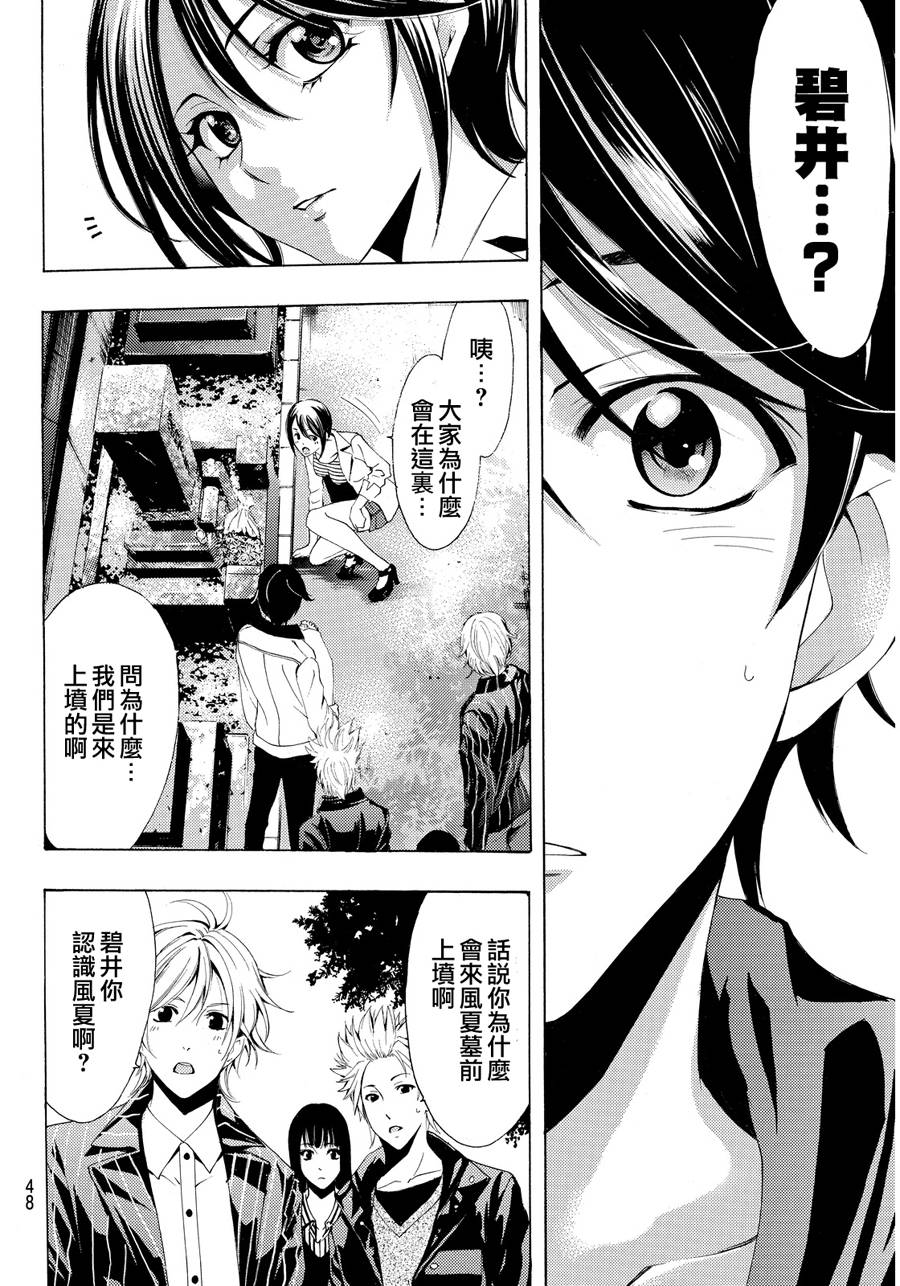 碧井…？
咦…？
大家為什麼
會在這裏…
問為什麼…
我們是來
上墳的啊
話説你為什麼
會來風夏墓前
上墳啊
碧井你
認識風夏啊？
48